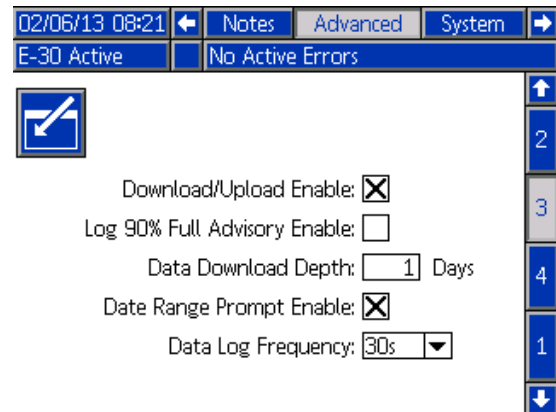 02/06/13 08:21 Notes Advanced System
E-30 Active No Active Errors
2
Download/Upload Enable:
3
Log 90% Full Advisory Enable:
Data Download Depth: 1 Days
4
Date Range Prompt Enable:
Data Log Frequency: 30s
1